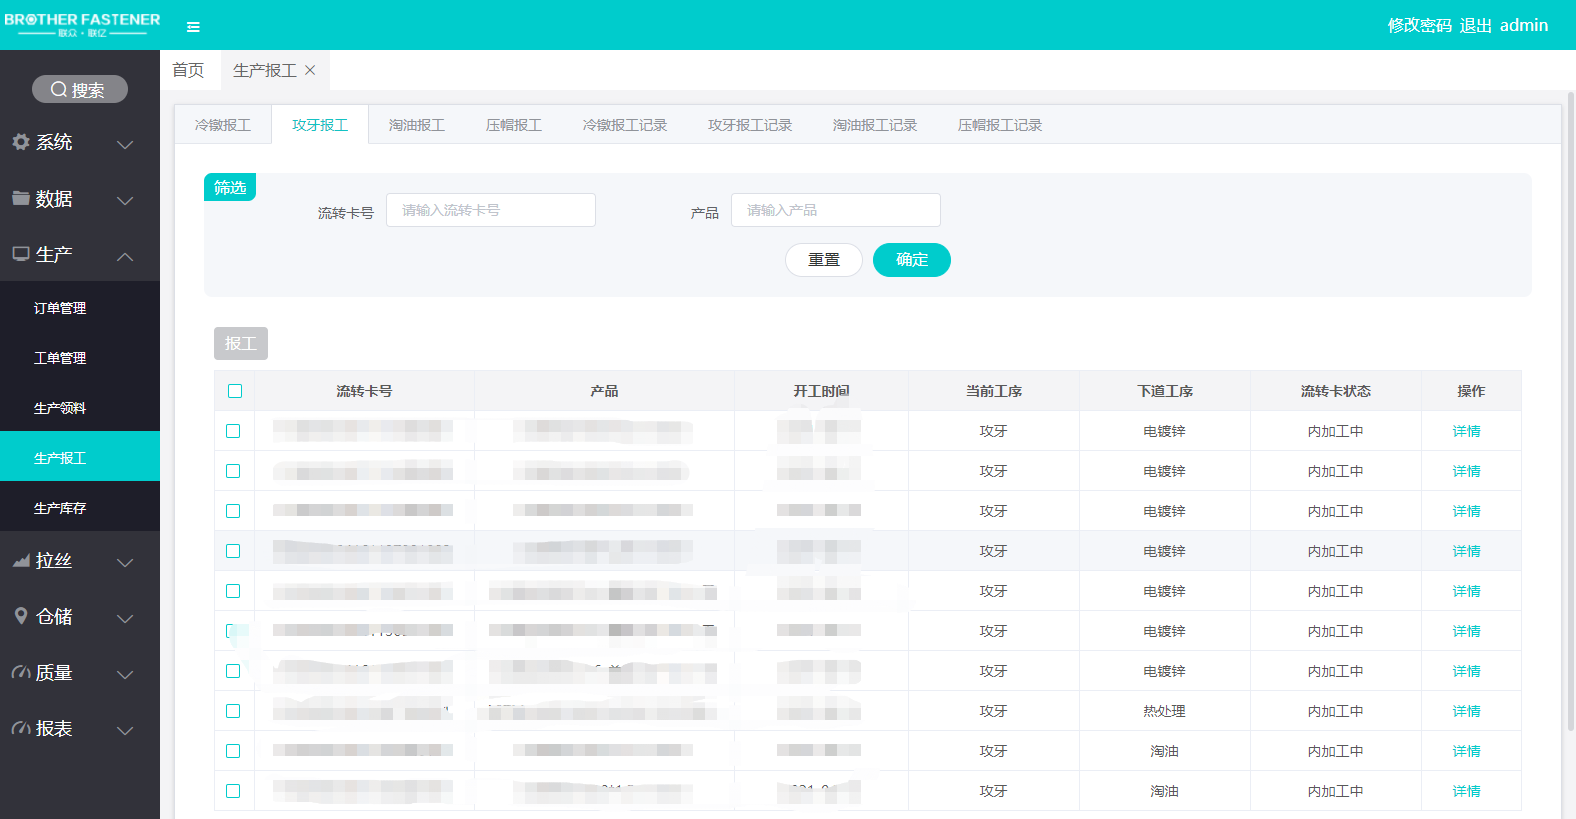 BROTHER FASTENER
联众·联亿
修改密码 退出 admin
搜索
系统
数据
生产
订单管理
工单管理
生产领料
生产报工
生产库存
拉丝
仓储
质量
报表
首页 生产报工
冷镦报工 攻牙报工 淘油报工 压帽报工 冷镦报工记录 攻牙报工记录 淘油报工记录 压帽报工记录
筛选
流转卡号 请输入流转卡号 产品 请输入产品
重置 确定
报工
流转卡号 产品 开工时间 当前工序 下道工序 流转卡状态 操作
攻牙 电镀锌 内加工中 详情
攻牙 电镀锌 内加工中 详情
攻牙 电镀锌 内加工中 详情
攻牙 电镀锌 内加工中 详情
攻牙 电镀锌 内加工中 详情
攻牙 电镀锌 内加工中 详情
攻牙 电镀锌 内加工中 详情
攻牙 热处理 内加工中 详情
攻牙 淘油 内加工中 详情
攻牙 淘油 内加工中 详情